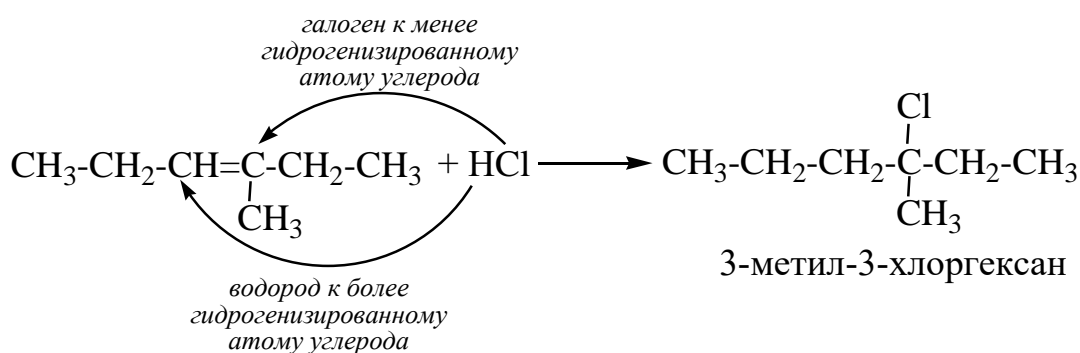 галоген к менее
гидрогенизированному
атому углерода
CH₃-CH₂-CH=C-CH₂-CH₃ + HCl
CH₃
водород к более
гидрогенизированному
атому углерода
Cl
CH₃-CH₂-CH₂-C-CH₂-CH₃
CH₃
3-метил-3-хлоргексан